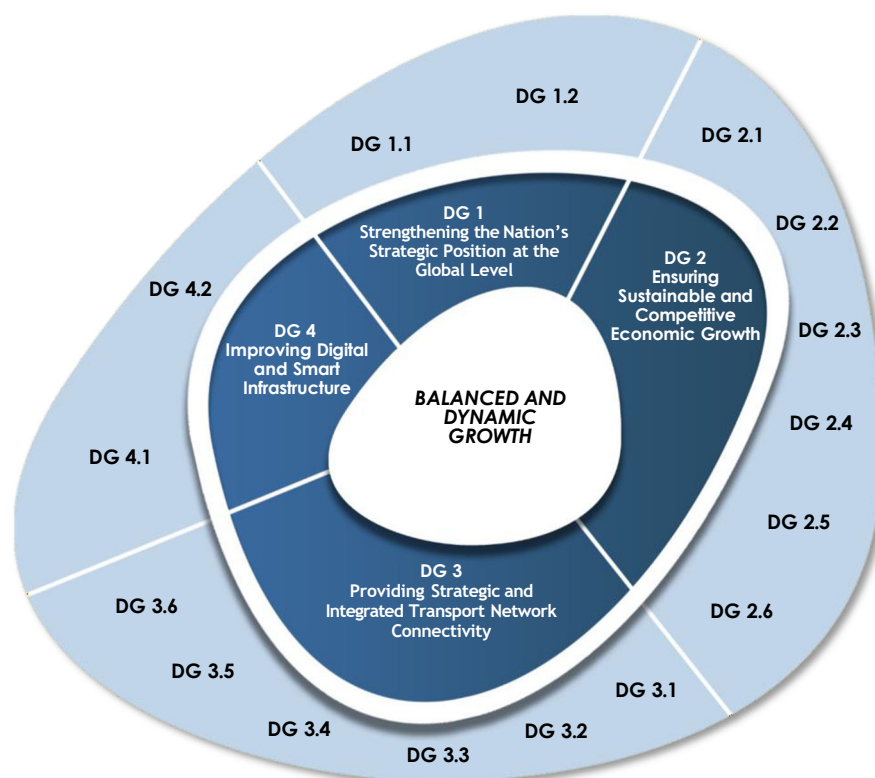 DG 1.2
DG 1.1
DG 2.1
DG 2.2
DG 2.3
DG 2.4
DG 2.5
DG 2.6
DG 3.1
DG 3.2
DG 3.3
DG 3.4
DG 3.5
DG 3.6
DG 4.1
DG 4.2
DG 1
Strengthening the Nation's
Strategic Position at the
Global Level
DG 2
Ensuring
Sustainable and
Competitive
Economic Growth
DG 3
Providing Strategic and
Integrated Transport Network
Connectivity
DG 4
Improving Digital
and Smart
Infrastructure
BALANCED AND
DYNAMIC
GROWTH